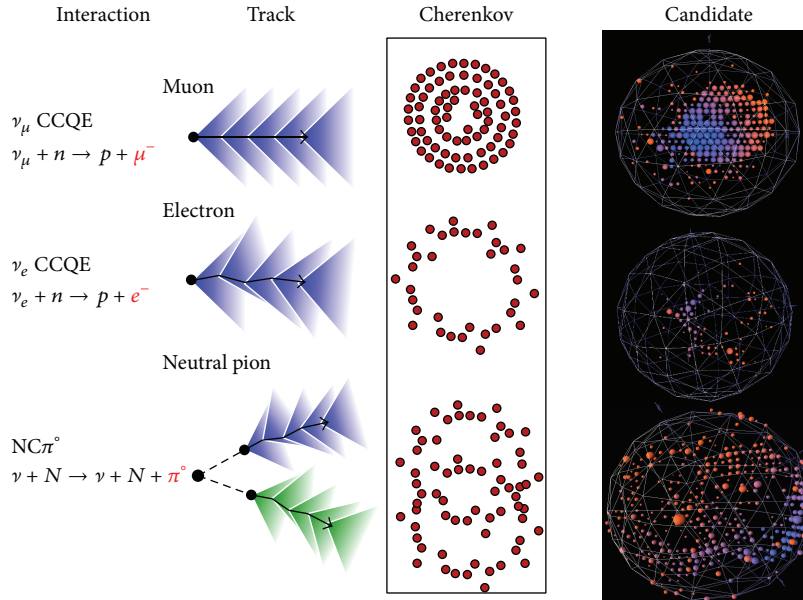 Interaction Track Cherenkov Candidate
Muon
νμ CCQE
νμ + n → p + μ⁻
Electron
νe CCQE
νe + n → p + e⁻
Neutral pion
NCπ°
ν + N → ν + N + π°